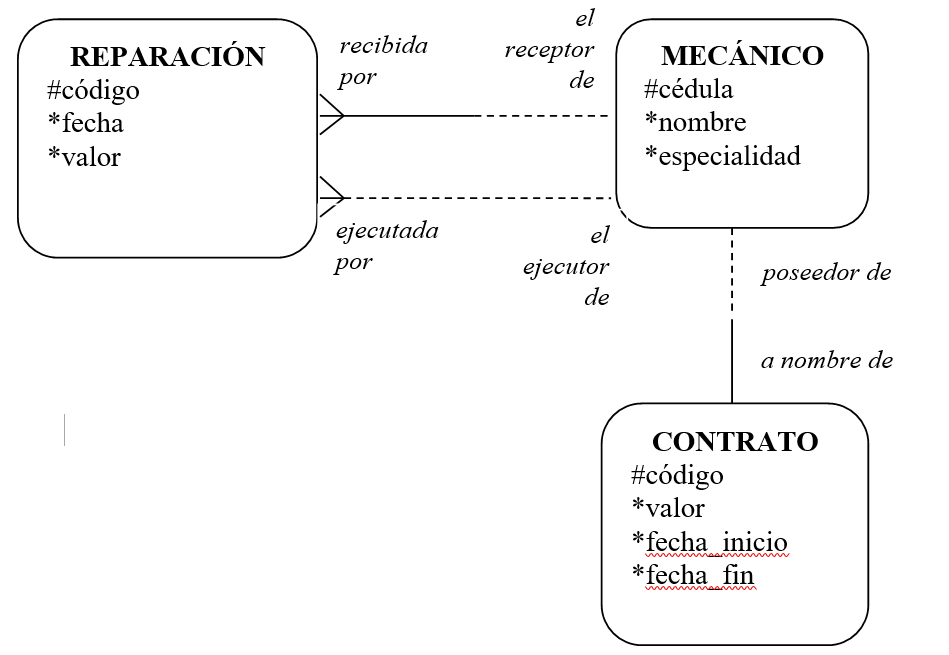 REPARACIÓN
#código
*fecha
*valor
recibida
por
el
receptor
de
MECÁNICO
#cédula
*nombre
*especialidad
ejecutada
por
el
ejecutor
de
poseedor de
a nombre de
CONTRATO
#código
*valor
*fecha_inicio
*fecha_fin